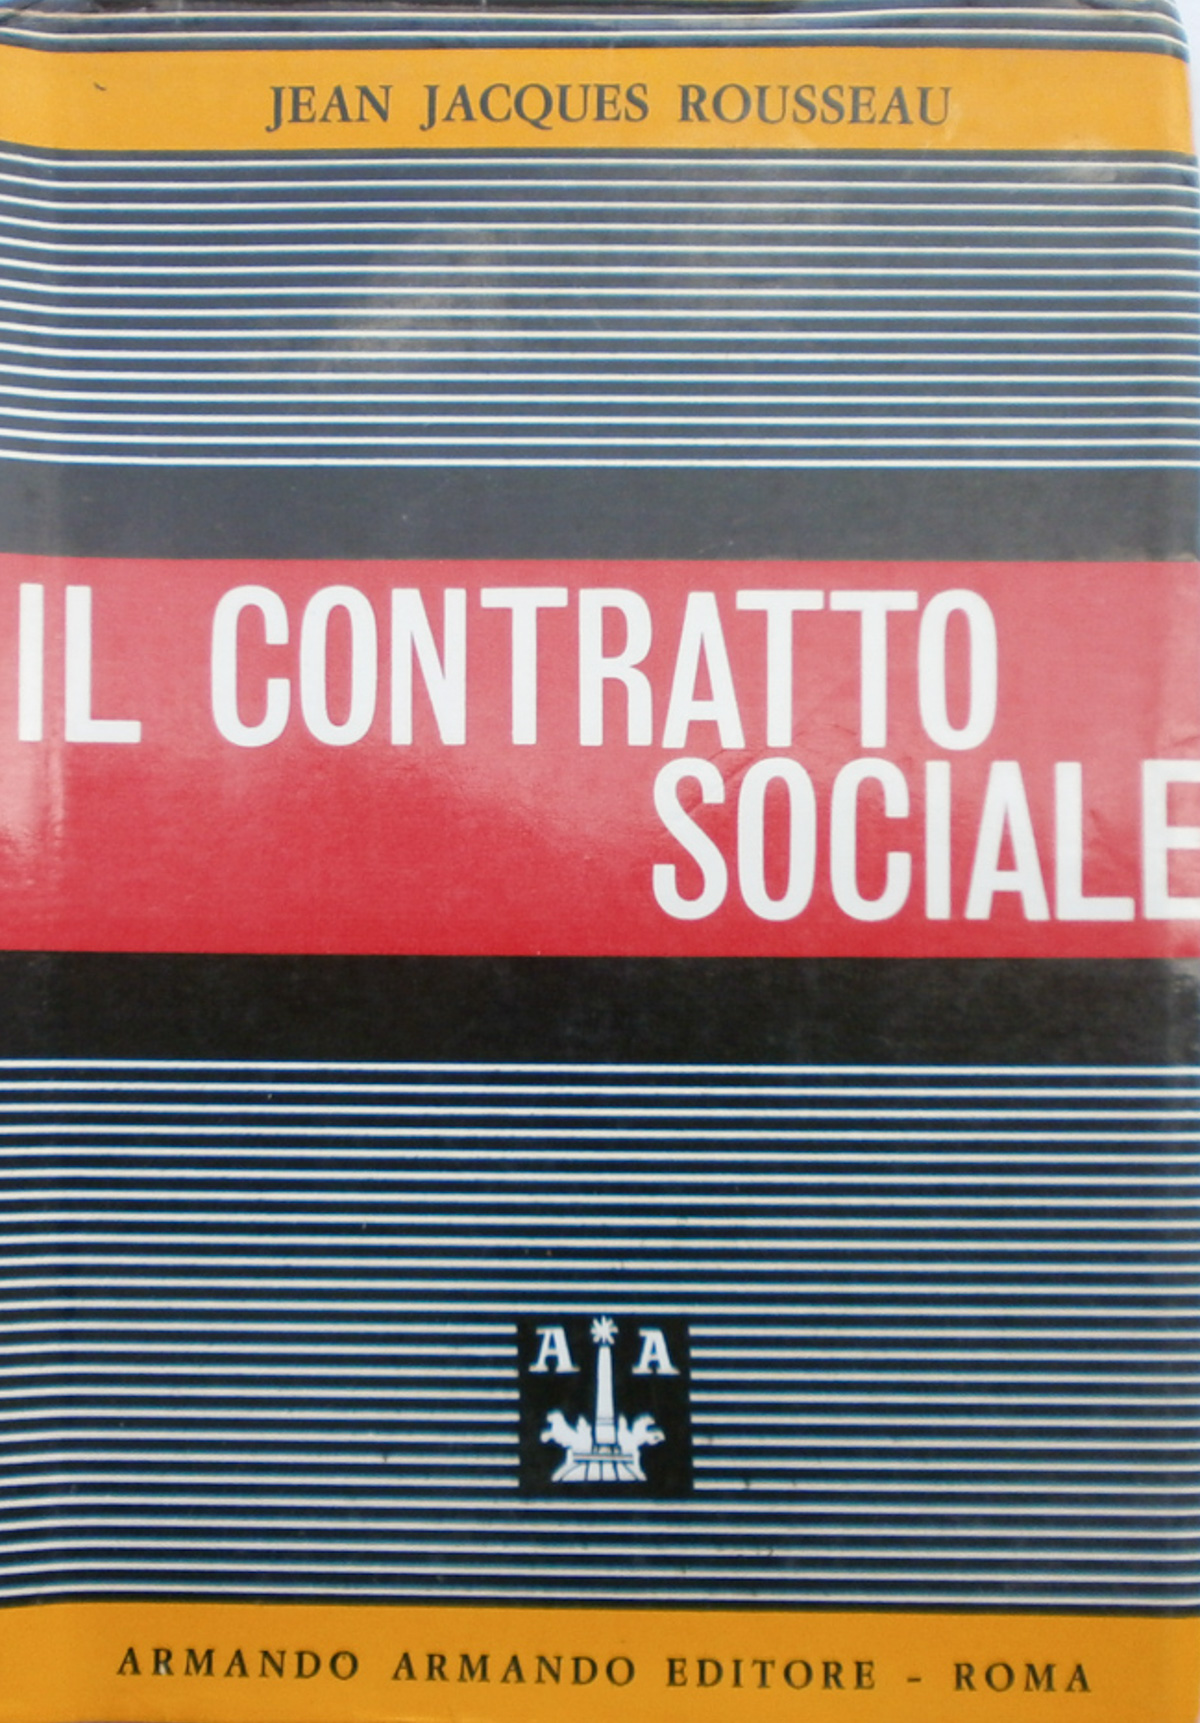 JEAN JACQUES ROUSSEAU
IL CONTRATTO
SOCIALE
A A
ARMANDO ARMANDO EDITORE - ROMA